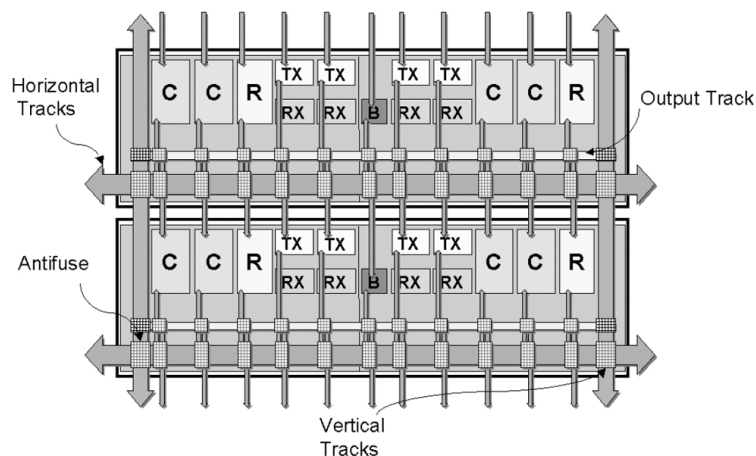 TX TX TX TX
C C R C C R
Horizontal
Tracks
Output Track
RX RX B RX RX
TX TX TX TX
Antifuse
C C R C C R
RX RX B RX RX
Vertical
Tracks